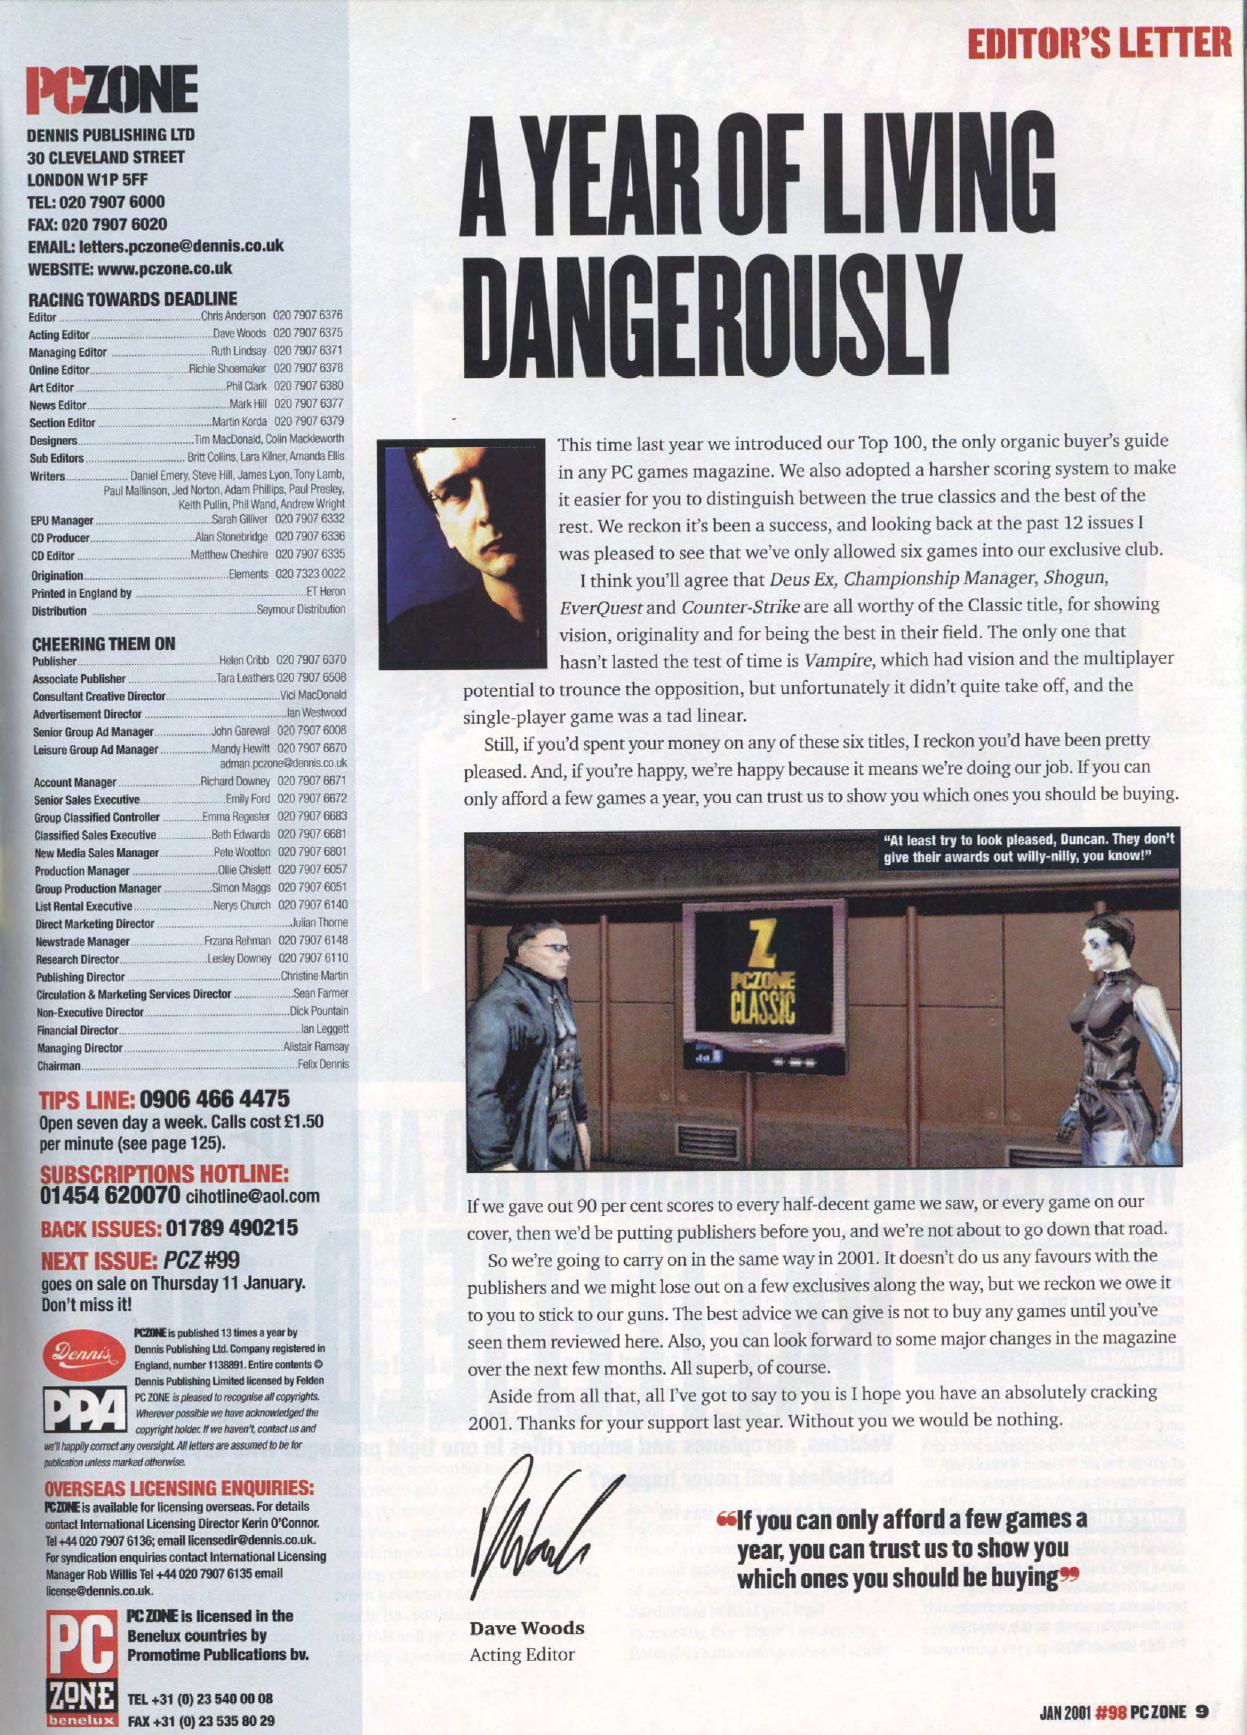 EDITOR'S LETTER
PCZONE
DENNIS PUBLISHING LTD
30 CLEVELAND STREET
LONDON W1P 5FF
TEL: 020 7907 6000
FAX: 020 7907 6020
EMAIL: letters.pczone@dennis.co.uk
WEBSITE: www.pczone.co.uk
RACING TOWARDS DEADLINE
Editor ........ Chris Anderson 020 7907 6376
Acting Editor ........ Dave Woods 020 7907 6375
Managing Editor ........ Ruth Lindsay 020 7907 6371
Online Editor ........ Richie Shoemaker 020 7907 6378
Art Editor ........ Phil Clark 020 7907 6380
News Editor ........ Mark Hill 020 7907 6377
Section Editor ........ Martin Korda 020 7907 6379
Designers ........ Tim MacDonald, Colin Mackleworth
Sub Editors ........ Britt Collins, Lara Kilner, Amanda Ellis
Writers ........ Daniel Emery, Steve Hill, James Lyon, Tony Lamb,
Paul Mallinson, Jed Norton, Adam Phillips, Paul Presley,
Keith Pullin, Phil Wand, Andrew Wright
EPU Manager ........ Sarah Gilliver 020 7907 6332
CD Producer ........ Alan Stonebridge 020 7907 6336
CD Editor ........ Matthew Cheshire 020 7907 6335
Origination ........ Elements 020 7323 0022
Printed in England by ........ ET Heron
Distribution ........ Seymour Distribution
CHEERING THEM ON
Publisher ........ Helen Cribb 020 7907 6370
Associate Publisher ........ Tara Leathers 020 7907 6508
Consultant Creative Director ........ Vici MacDonald
Advertisement Director ........ Ian Westwood
Senior Group Ad Manager ........ John Garewal 020 7907 6008
Leisure Group Ad Manager ........ Mandy Hewitt 020 7907 6670
adman.pczone@dennis.co.uk
Account Manager ........ Richard Downey 020 7907 6671
Senior Sales Executive ........ Emily Ford 020 7907 6672
Group Classified Controller ........ Emma Regester 020 7907 6683
Classified Sales Executive ........ Beth Edwards 020 7907 6681
New Media Sales Manager ........ Pete Wootton 020 7907 6801
Production Manager ........ Ollie Chislett 020 7907 6057
Group Production Manager ........ Simon Maggs 020 7907 6051
List Rental Executive ........ Nerys Church 020 7907 6140
Direct Marketing Director ........ Julian Thorne
Newstrade Manager ........ Frzana Rehman 020 7907 6148
Research Director ........ Lesley Downey 020 7907 6110
Publishing Director ........ Christine Martin
Circulation & Marketing Services Director ........ Sean Farmer
Non-Executive Director ........ Dick Pountain
Financial Director ........ Ian Leggett
Managing Director ........ Alistair Ramsay
Chairman ........ Felix Dennis
TIPS LINE: 0906 466 4475
Open seven day a week. Calls cost £1.50
per minute (see page 125).
SUBSCRIPTIONS HOTLINE:
01454 620070 cihotline@aol.com
BACK ISSUES: 01789 490215
NEXT ISSUE: PCZ #99
goes on sale on Thursday 11 January.
Don't miss it!
Dennis
PPA
PCZONE is published 13 times a year by
Dennis Publishing Ltd. Company registered in
England, number 1138891. Entire contents ©
Dennis Publishing Limited licensed by Felden
PC ZONE is pleased to recognise all copyrights.
Wherever possible we have acknowledged the
copyright holder. If we haven't, contact us and
we'll happily correct any oversight. All letters are assumed to be for
publication unless marked otherwise.
OVERSEAS LICENSING ENQUIRIES:
PCZONE is available for licensing overseas. For details
contact International Licensing Director Kerin O'Connor.
Tel +44 020 7907 6136; email licensedir@dennis.co.uk.
For syndication enquiries contact International Licensing
Manager Rob Willis Tel +44 020 7907 6135 email
license@dennis.co.uk.
PC ZONE benelux
PC ZONE is licensed in the
Benelux countries by
Promotime Publications bv.
TEL +31 (0) 23 540 00 08
FAX +31 (0) 23 535 80 29
A YEAR OF LIVING
DANGEROUSLY
This time last year we introduced our Top 100, the only organic buyer's guide
in any PC games magazine. We also adopted a harsher scoring system to make
it easier for you to distinguish between the true classics and the best of the
rest. We reckon it's been a success, and looking back at the past 12 issues I
was pleased to see that we've only allowed six games into our exclusive club.
I think you'll agree that Deus Ex, Championship Manager, Shogun,
EverQuest and Counter-Strike are all worthy of the Classic title, for showing
vision, originality and for being the best in their field. The only one that
hasn't lasted the test of time is Vampire, which had vision and the multiplayer
potential to trounce the opposition, but unfortunately it didn't quite take off, and the
single-player game was a tad linear.
Still, if you'd spent your money on any of these six titles, I reckon you'd have been pretty
pleased. And, if you're happy, we're happy because it means we're doing our job. If you can
only afford a few games a year, you can trust us to show you which ones you should be buying.
"At least try to look pleased, Duncan. They don't
give their awards out willy-nilly, you know!"
Z
PCZONE
CLASSIC
If we gave out 90 per cent scores to every half-decent game we saw, or every game on our
cover, then we'd be putting publishers before you, and we're not about to go down that road.
So we're going to carry on in the same way in 2001. It doesn't do us any favours with the
publishers and we might lose out on a few exclusives along the way, but we reckon we owe it
to you to stick to our guns. The best advice we can give is not to buy any games until you've
seen them reviewed here. Also, you can look forward to some major changes in the magazine
over the next few months. All superb, of course.
Aside from all that, all I've got to say to you is I hope you have an absolutely cracking
2001. Thanks for your support last year. Without you we would be nothing.
Dave Woods
Acting Editor
"If you can only afford a few games a
year, you can trust us to show you
which ones you should be buying"
JAN 2001 #98 PC ZONE 9